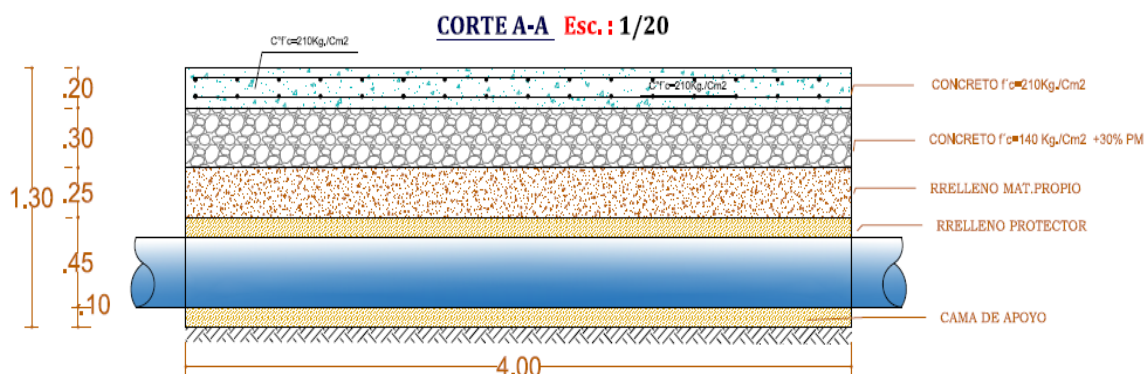 CORTE A-A Esc. : 1/20
C°f'c=210Kg./Cm2
C°f'c=210Kg./Cm2
CONCRETO f´c=210Kg./Cm2
CONCRETO f´c=140 Kg./Cm2 +30% PM
RRELLENO MAT.PROPIO
RRELLENO PROTECTOR
CAMA DE APOYO
1.30
.20
.30
.25
.45
.10
4.00